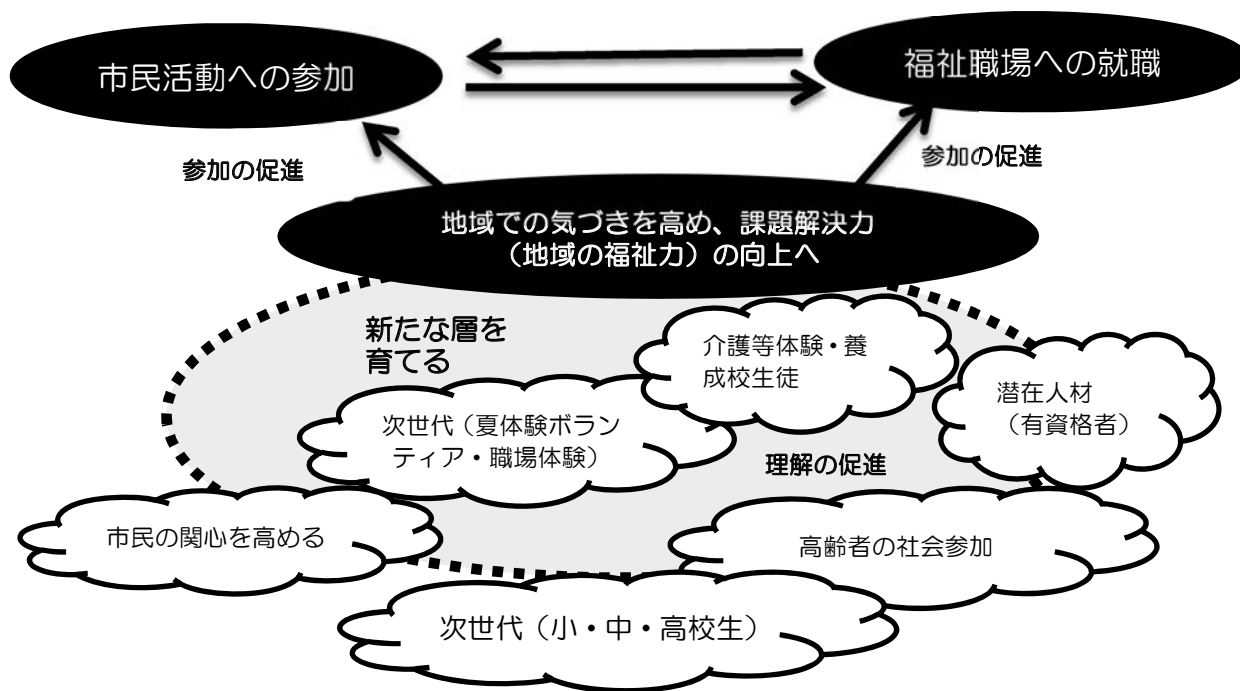 市民活動への参加
福祉職場への就職
参加の促進
参加の促進
地域での気づきを高め、課題解決力
（地域の福祉力）の向上へ
新たな層を
育てる
介護等体験・養
成校生徒
潜在人材
（有資格者）
次世代（夏体験ボラン
ティア・職場体験）
理解の促進
市民の関心を高める
高齢者の社会参加
次世代（小・中・高校生）